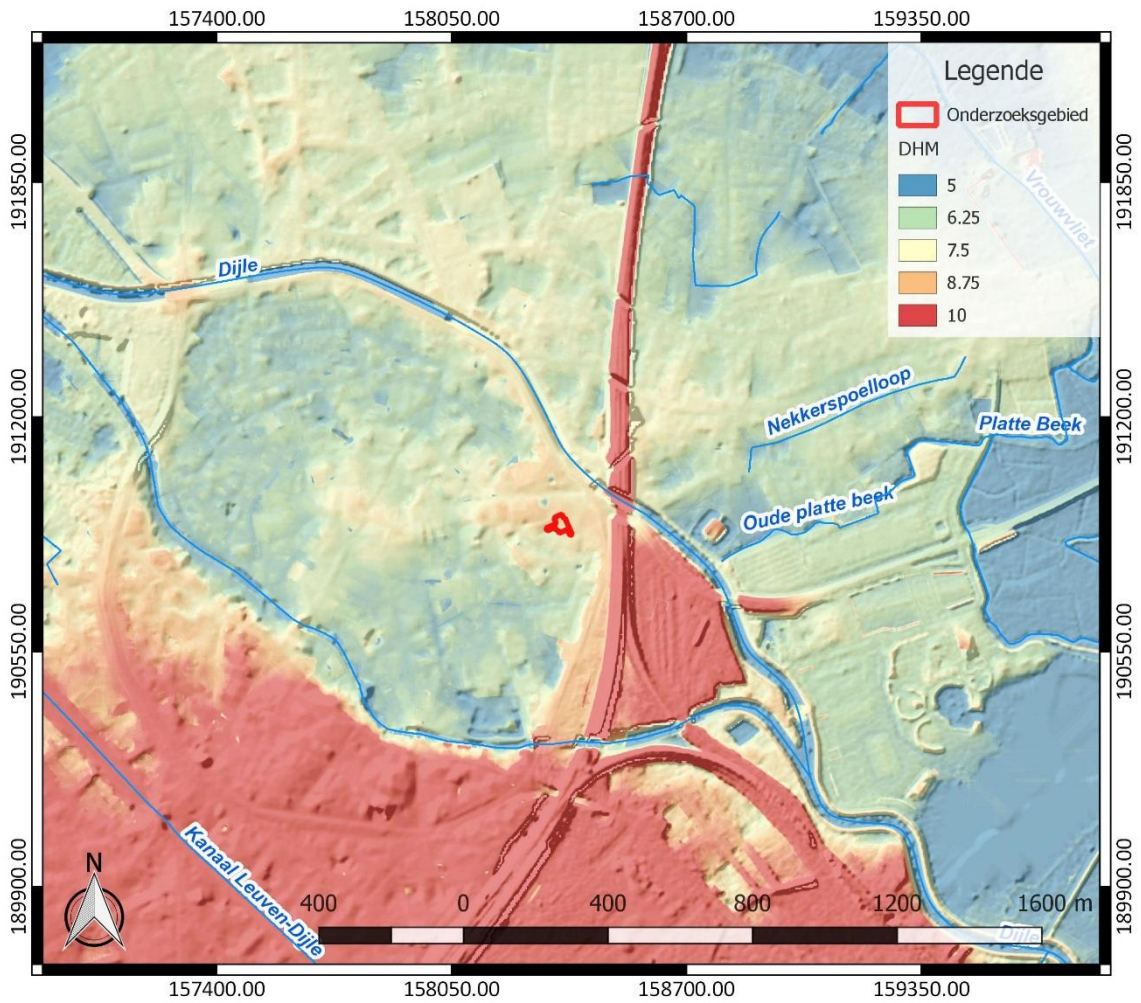 157400.00 158050.00 158700.00 159350.00
Legende
Onderzoeksgebied
DHM
5
6.25
7.5
8.75
10
191850.00
191850.00
Vrouwvliet
Dijle
191200.00
191200.00
Nekkerspoelloop
Platte Beek
Oude platte beek
190550.00
190550.00
Kanaal Leuven-Dijle
189900.00
189900.00
N
400 0 400 800 1200 1600 m
Dijle
157400.00 158050.00 158700.00 159350.00